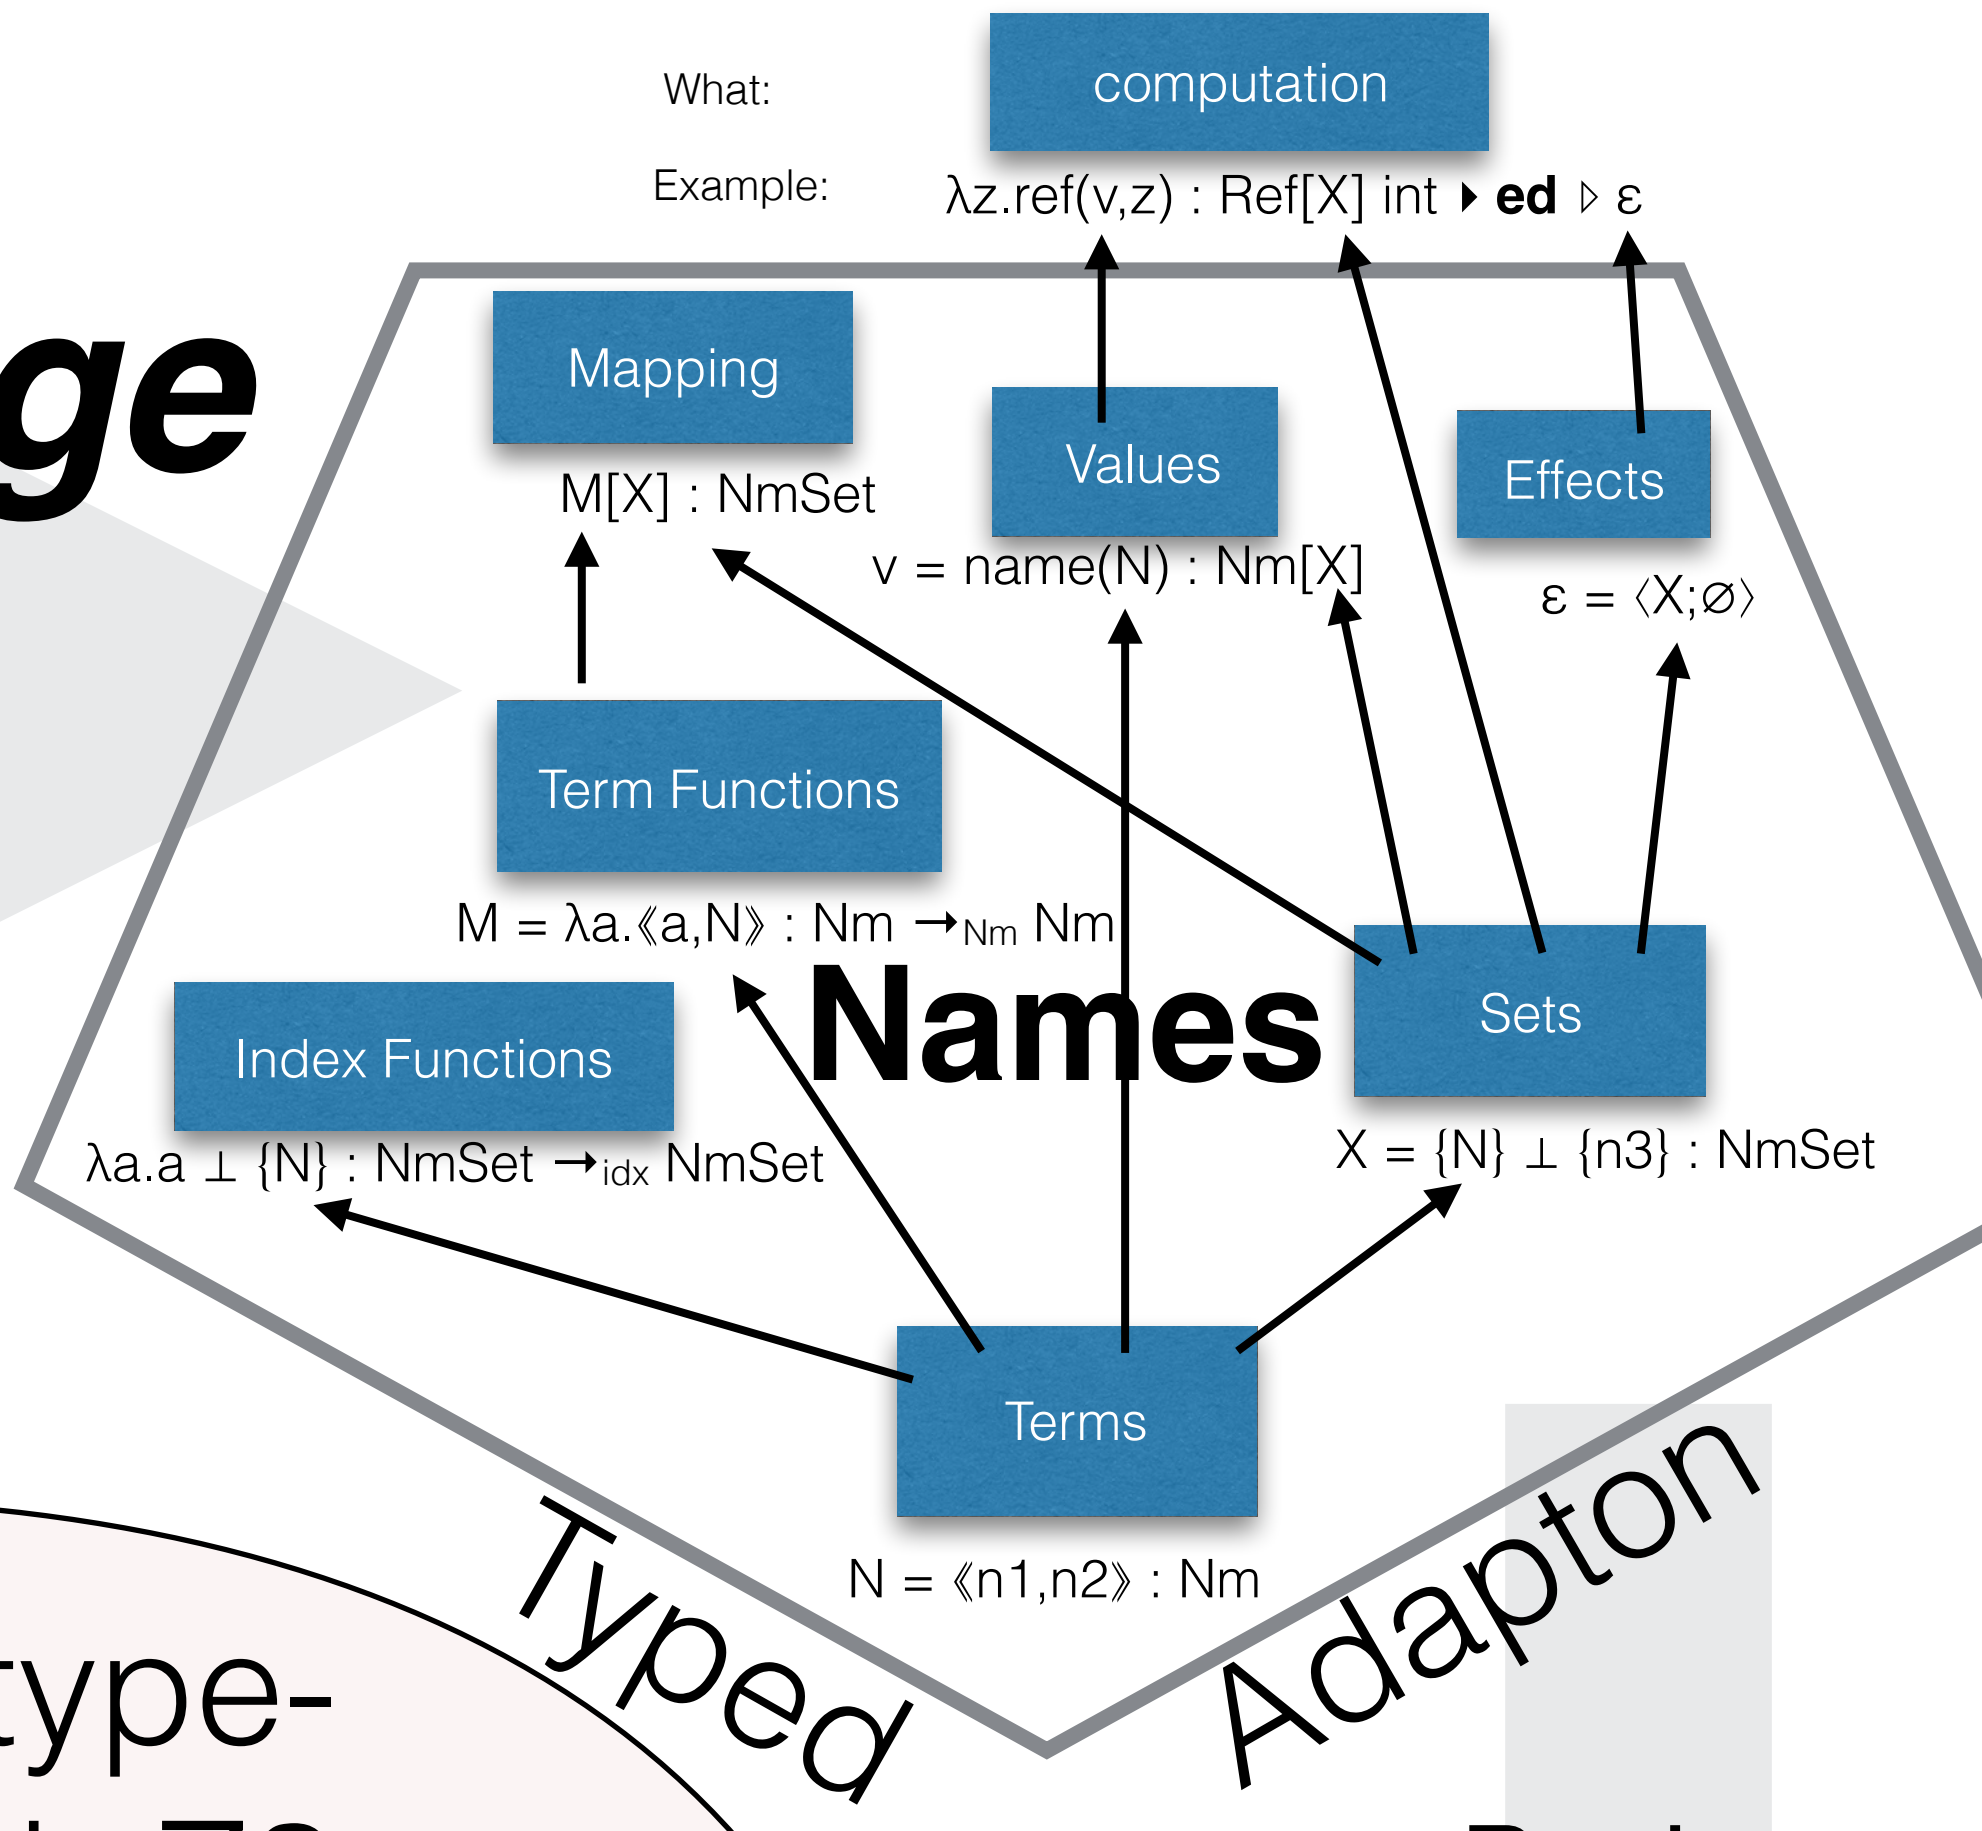 What:
computation
Example:
λz.ref(v,z) : Ref[X] int ▸ ed ▹ ε
ge
Mapping
M[X] : NmSet
Values
v = name(N) : Nm[X]
Effects
ε = ⟨X;∅⟩
Term Functions
M = λa.⟪a,N⟫ : Nm →Nm Nm
Names
Index Functions
λa.a ⊥ {N} : NmSet →idx NmSet
Sets
X = {N} ⊥ {n3} : NmSet
Terms
N = ⟪n1,n2⟫ : Nm
Typed
Adapton
type-